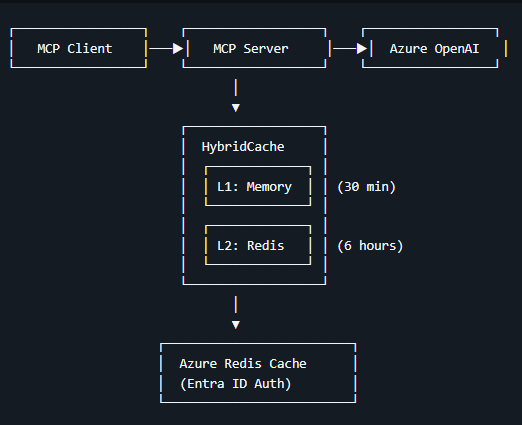 MCP Client MCP Server Azure OpenAI
HybridCache
L1: Memory (30 min)
L2: Redis (6 hours)
Azure Redis Cache
(Entra ID Auth)